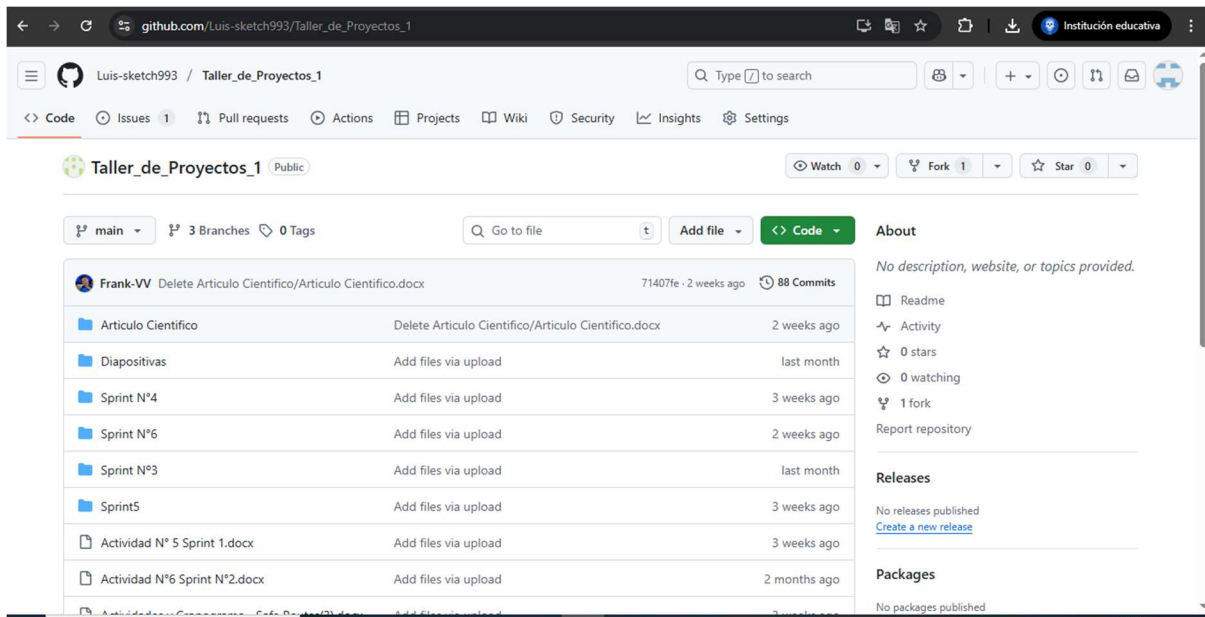 github.com/Luis-sketch993/Taller_de_Proyectos_1
Institución educativa
Luis-sketch993 / Taller_de_Proyectos_1
Type / to search
Code
Issues 1
Pull requests
Actions
Projects
Wiki
Security
Insights
Settings
Taller_de_Proyectos_1 Public
Watch 0
Fork 1
Star 0
main
3 Branches
0 Tags
Go to file t
Add file
Code
Frank-VV Delete Articulo Cientifico/Articulo Cientifico.docx 71407fe · 2 weeks ago 88 Commits
Articulo Cientifico Delete Articulo Cientifico/Articulo Cientifico.docx 2 weeks ago
Diapositivas Add files via upload last month
Sprint N°4 Add files via upload 3 weeks ago
Sprint N°6 Add files via upload 2 weeks ago
Sprint Nº3 Add files via upload last month
Sprint5 Add files via upload 3 weeks ago
Actividad N° 5 Sprint 1.docx Add files via upload 3 weeks ago
Actividad N°6 Sprint N°2.docx Add files via upload 2 months ago
About
No description, website, or topics provided.
Readme
Activity
0 stars
0 watching
1 fork
Report repository
Releases
No releases published
Create a new release
Packages
No packages published